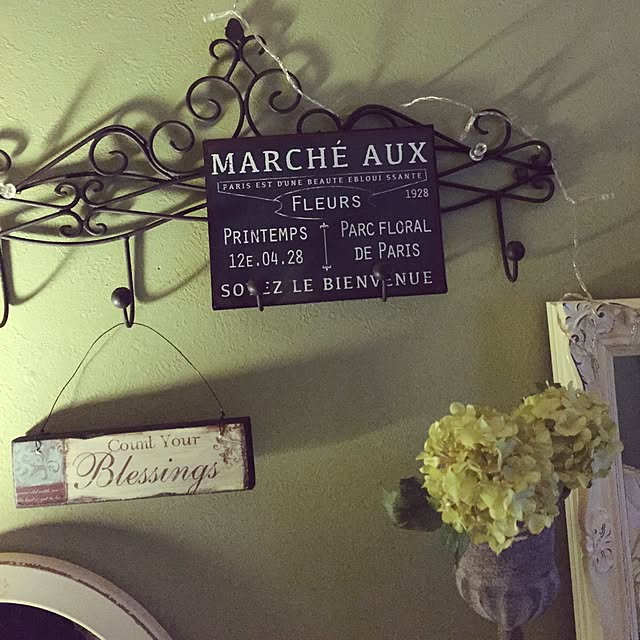 MARCHÉ AUX
PARIS EST D'UNE BEAUTE EBLOUI SSANTE
FLEURS
1928
PRINTEMPS
12E.04.28
PARC FLORAL
DE PARIS
SOYEZ LE BIENVENUE
Count Your
Blessings